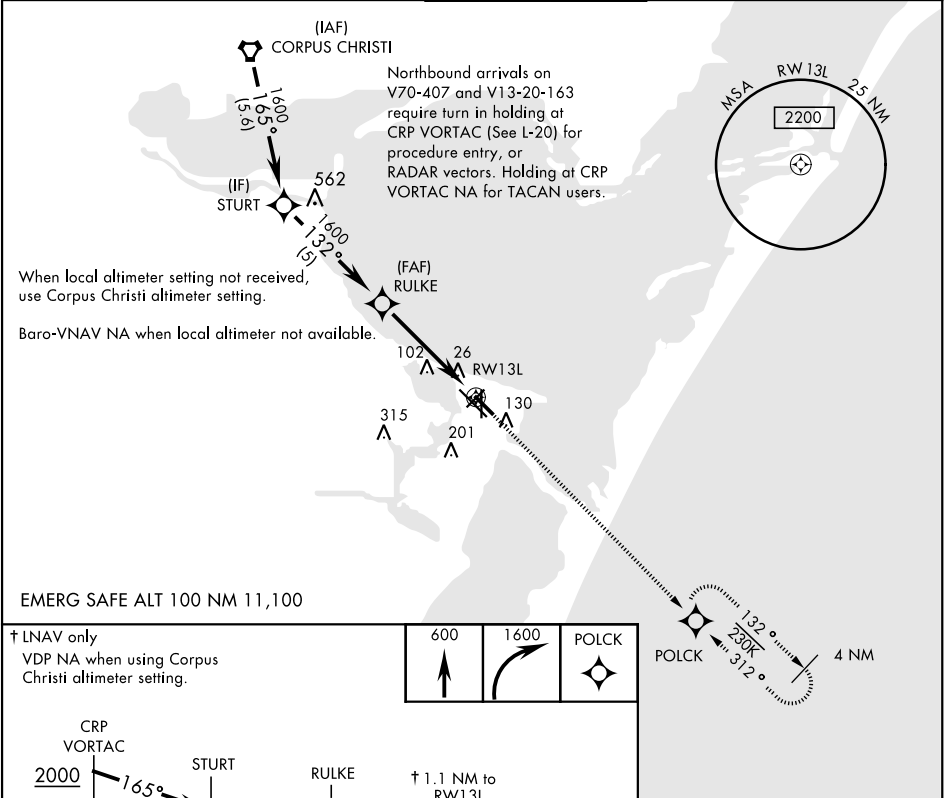 (IAF)
CORPUS CHRISTI
1600
165°
(5.6)
Northbound arrivals on
V70-407 and V13-20-163
require turn in holding at
CRP VORTAC (See L-20) for
procedure entry, or
RADAR vectors. Holding at CRP
VORTAC NA for TACAN users.
MSA RW 13L 25 NM
2200
(IF)
STURT
562
1600
132°
(5)
(FAF)
RULKE
When local altimeter setting not received,
use Corpus Christi altimeter setting.
Baro-VNAV NA when local altimeter not available.
102
26
RW13L
130
315
201
EMERG SAFE ALT 100 NM 11,100
POLCK
132°
230K
312°
4 NM
† LNAV only
VDP NA when using Corpus
Christi altimeter setting.
600
1600
POLCK
CRP
VORTAC
2000
165°
STURT
RULKE
† 1.1 NM to
RW13L